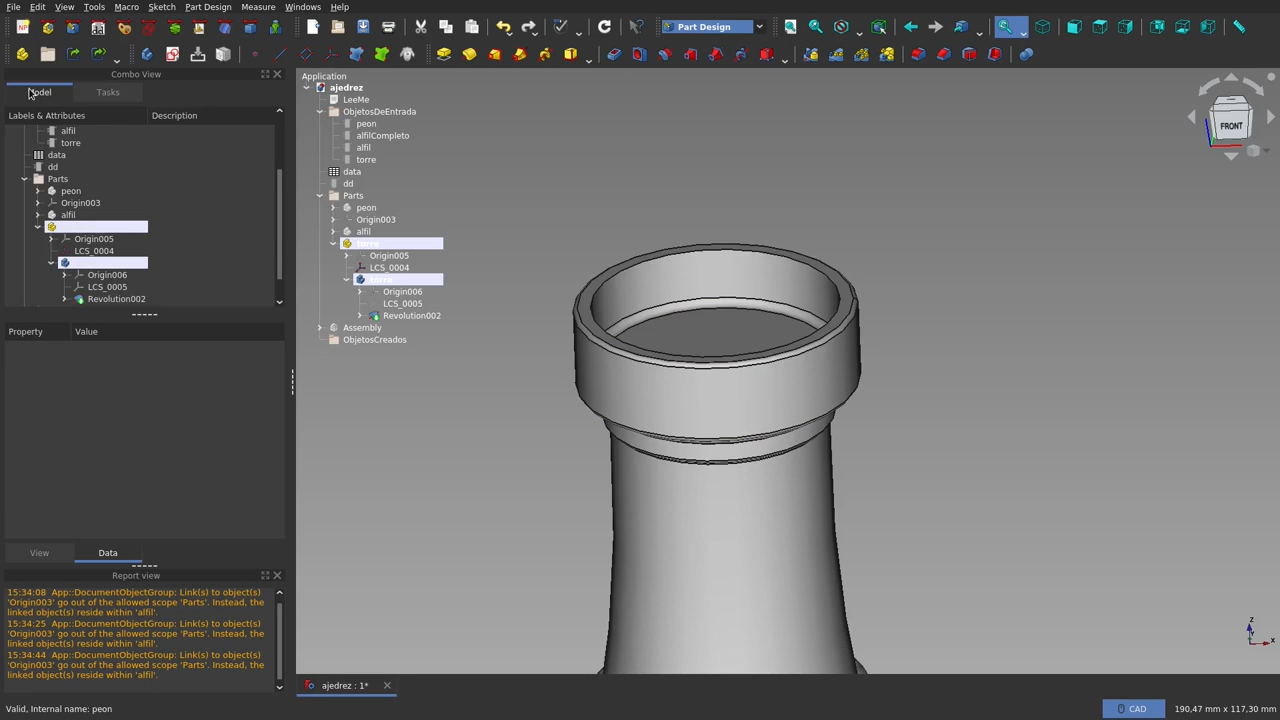 File Edit View Tools Macro Sketch Part Design Measure Windows Help
Part Design
Combo View
Model Tasks
Labels & Attributes Description
alfil
torre
data
dd
Parts
peon
Origin003
alfil
Origin005
LCS_0004
Origin006
LCS_0005
Revolution002
Property Value
View Data
Report view
15:34:08 App::DocumentObjectGroup: Link(s) to object(s)
'Origin003' go out of the allowed scope 'Parts'. Instead, the
linked object(s) reside within 'alfil'.
15:34:25 App::DocumentObjectGroup: Link(s) to object(s)
'Origin003' go out of the allowed scope 'Parts'. Instead, the
linked object(s) reside within 'alfil'.
15:34:44 App::DocumentObjectGroup: Link(s) to object(s)
'Origin003' go out of the allowed scope 'Parts'. Instead, the
linked object(s) reside within 'alfil'.
Application
ajedrez
LeeMe
ObjetosDeEntrada
peon
alfilCompleto
alfil
torre
data
dd
Parts
peon
Origin003
alfil
torre
Origin005
LCS_0004
torre
Origin006
LCS_0005
Revolution002
Assembly
ObjetosCreados
FRONT
z
x
ajedrez : 1*
Valid, Internal name: peon
CAD
190,47 mm x 117,30 mm